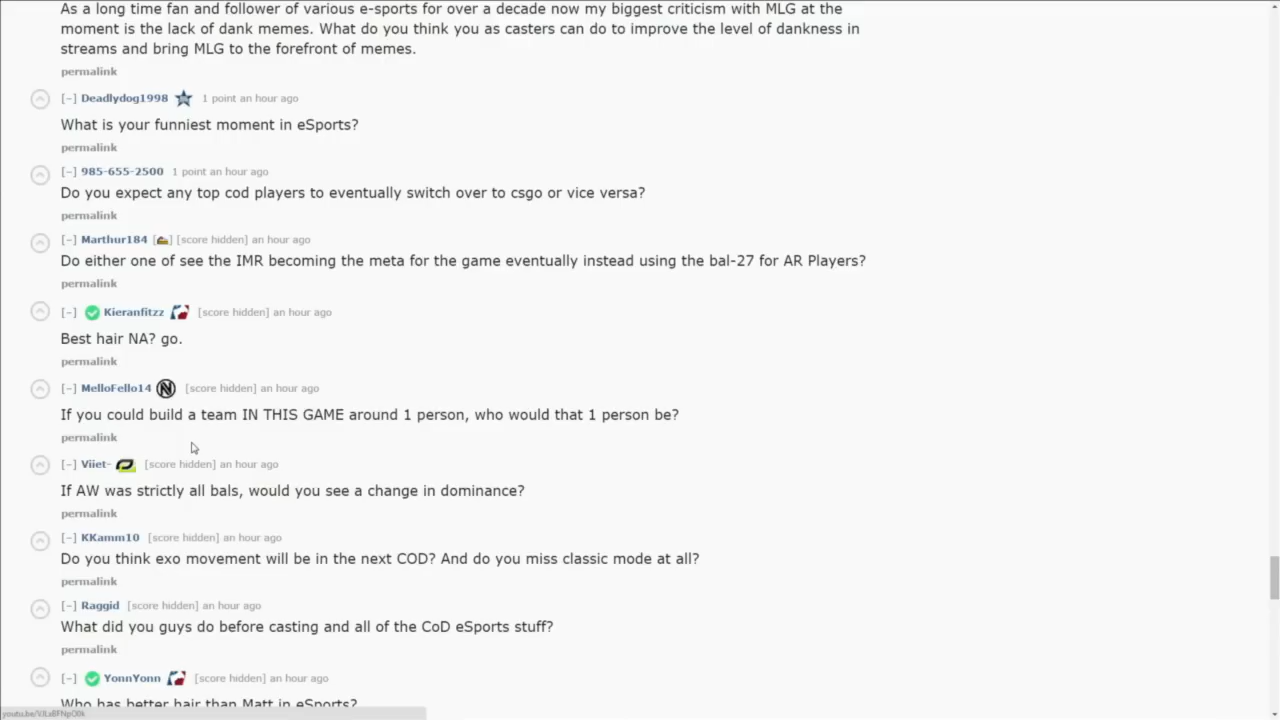 As a long time fan and follower of various e-sports for over a decade now my biggest criticism with MLG at the
moment is the lack of dank memes. What do you think you as casters can do to improve the level of dankness in
streams and bring MLG to the forefront of memes.
permalink
[–] Deadlydog1998 1 point an hour ago
What is your funniest moment in eSports?
permalink
[–] 985-655-2500 1 point an hour ago
Do you expect any top cod players to eventually switch over to csgo or vice versa?
permalink
[–] Marthur184 [ ] [score hidden] an hour ago
Do either one of see the IMR becoming the meta for the game eventually instead using the bal-27 for AR Players?
permalink
[–] Kieranfitzz [score hidden] an hour ago
Best hair NA? go.
permalink
[–] MelloFello14 [score hidden] an hour ago
If you could build a team IN THIS GAME around 1 person, who would that 1 person be?
permalink
[–] Viiet- [score hidden] an hour ago
If AW was strictly all bals, would you see a change in dominance?
permalink
[–] KKamm10 [score hidden] an hour ago
Do you think exo movement will be in the next COD? And do you miss classic mode at all?
permalink
[–] Raggid [score hidden] an hour ago
What did you guys do before casting and all of the CoD eSports stuff?
permalink
[–] YonnYonn [score hidden] an hour ago
Who has better hair than Matt in eSports?